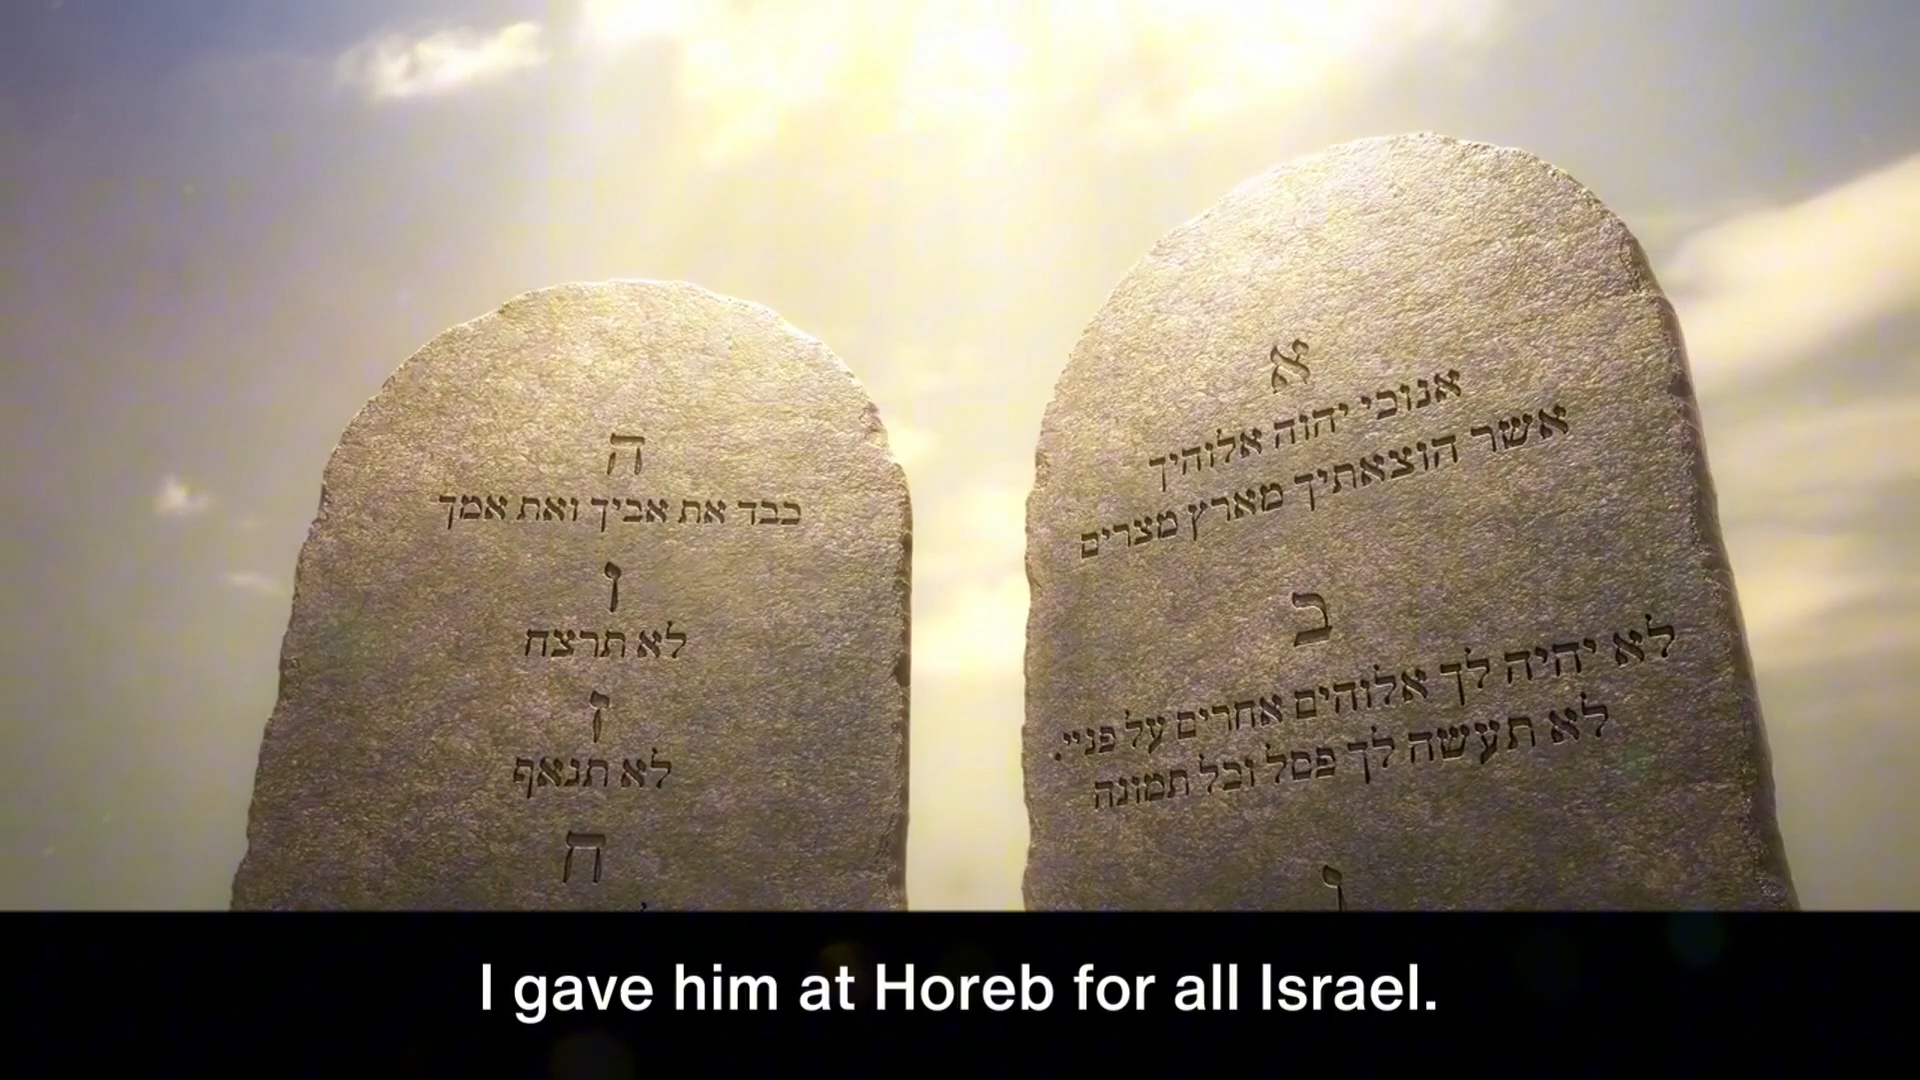 א
אנוכי יהוה אלוהיך
אשר הוצאתיך מארץ מצרים
ב
לא יהיה לך אלוהים אחרים על פניי.
לא תעשה לך פסל וכל תמונה
ה
כבד את אביך ואת אמך
ו
לא תרצח
ז
לא תנאף
ח
I gave him at Horeb for all Israel.